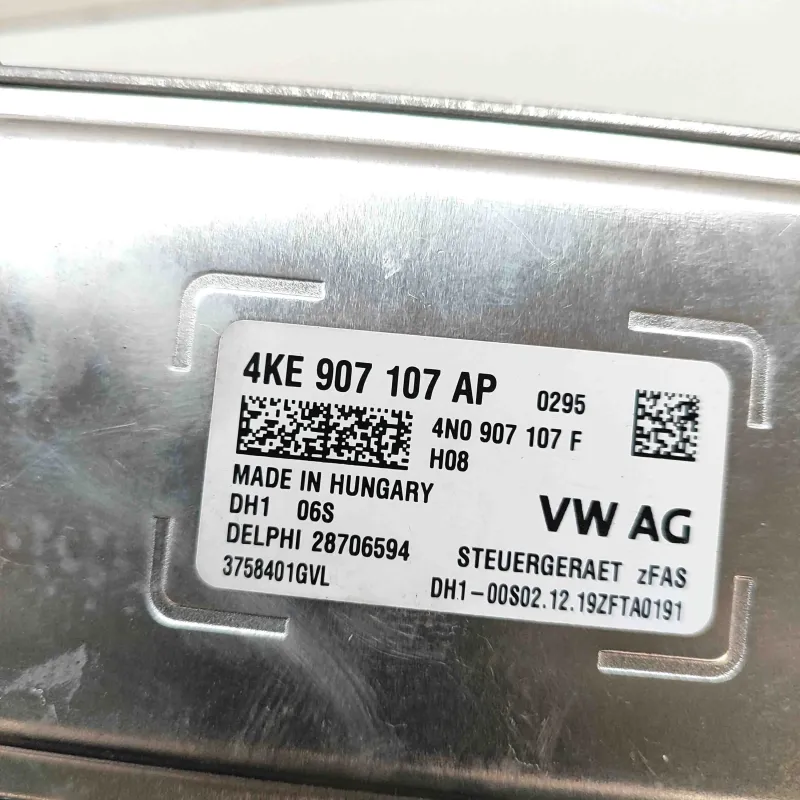 4KE 907 107 AP 0295
4N0 907 107 F
H08
MADE IN HUNGARY
DH1 06S
VW AG
DELPHI 28706594
STEUERGERAET zFAS
3758401GVL
DH1-00S02.12.19ZFTA0191